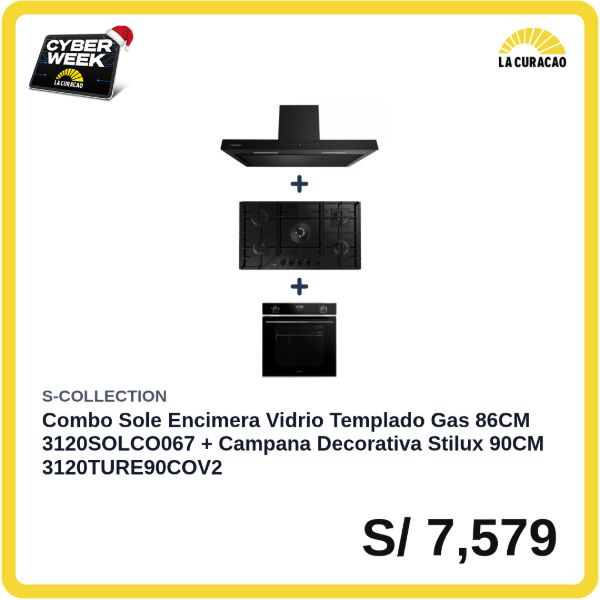 CYBER
WEEK
LA CURACAO
LA CURACAO
S-COLLECTION
Combo Sole Encimera Vidrio Templado Gas 86CM
3120SOLCO067 + Campana Decorativa Stilux 90CM
3120TURE90COV2
S/ 7,579